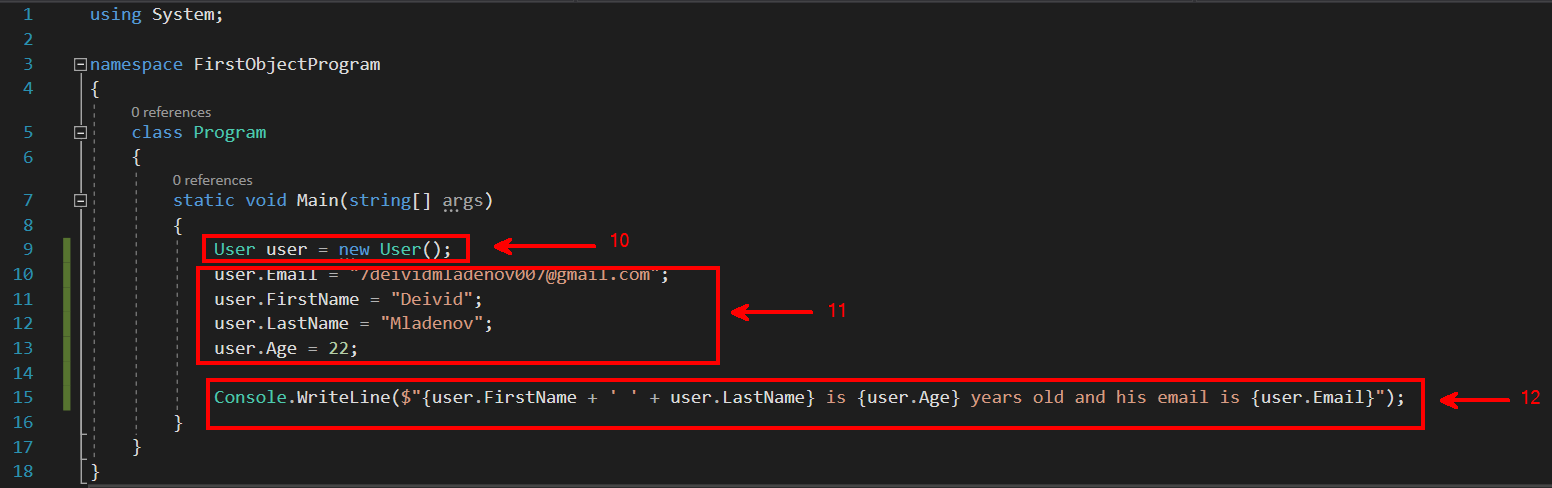 1 using System;
2
3 namespace FirstObjectProgram
4 {
0 references
5 class Program
6 {
0 references
7 static void Main(string[] args)
8 {
9 User user = new User(); 10
10 user.Email = "7deividmladenov007@gmail.com";
11 user.FirstName = "Deivid"; 11
12 user.LastName = "Mladenov";
13 user.Age = 22;
14
15 Console.WriteLine($"{user.FirstName + ' ' + user.LastName} is {user.Age} years old and his email is {user.Email}"); 12
16 }
17 }
18 }